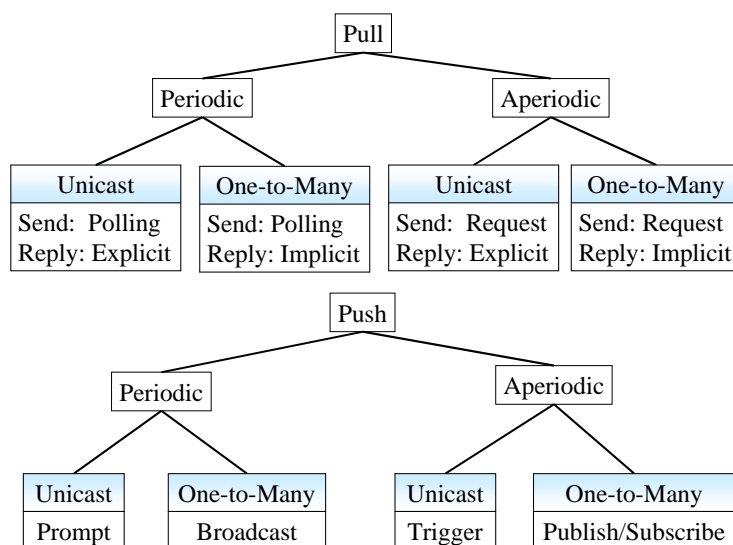 Pull
Periodic
Aperiodic
Unicast
Send: Polling
Reply: Explicit
One-to-Many
Send: Polling
Reply: Implicit
Unicast
Send: Request
Reply: Explicit
One-to-Many
Send: Request
Reply: Implicit
Push
Periodic
Aperiodic
Unicast
Prompt
One-to-Many
Broadcast
Unicast
Trigger
One-to-Many
Publish/Subscribe